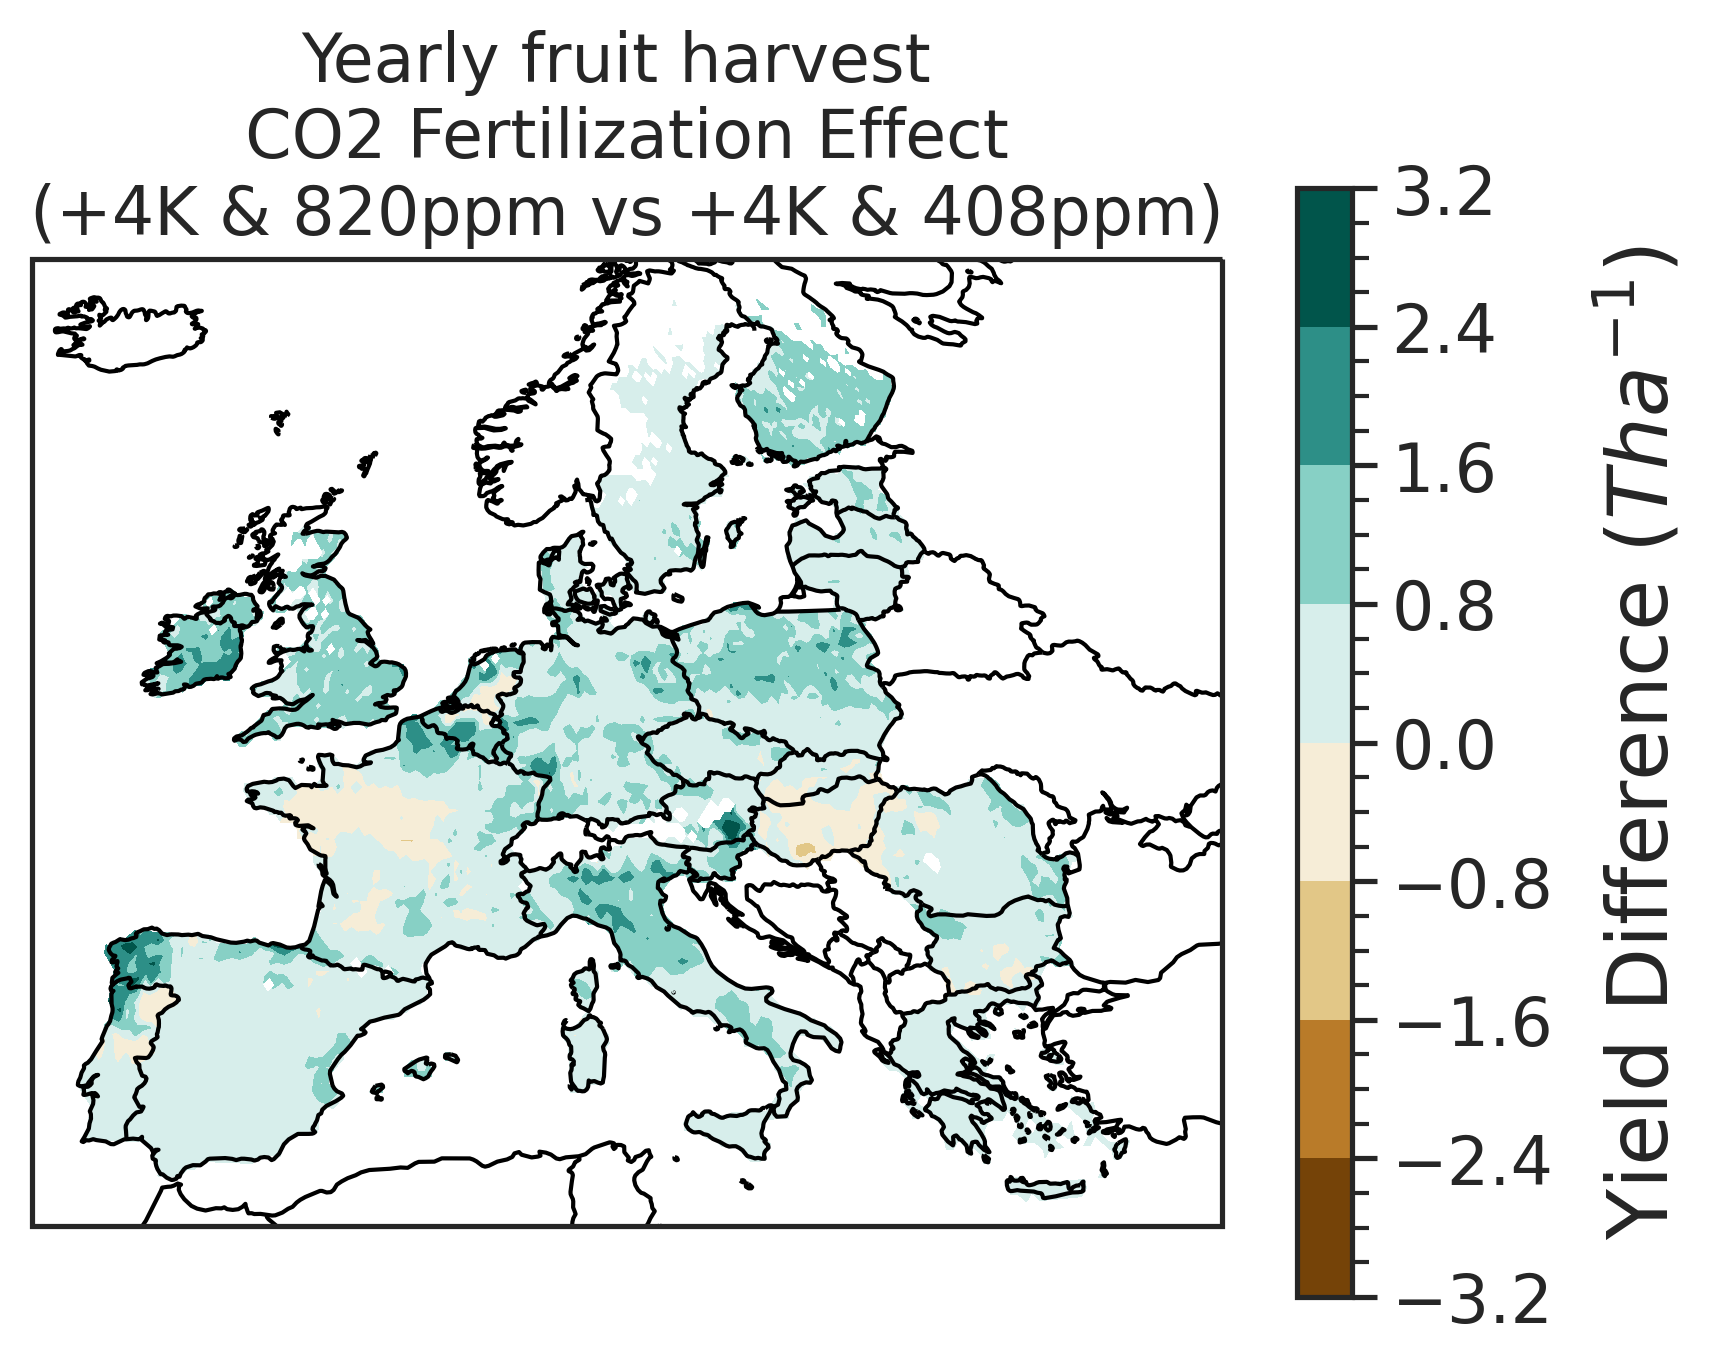 Yearly fruit harvest
CO2 Fertilization Effect
(+4K & 820ppm vs +4K & 408ppm)
3.2
2.4
1.6
0.8
0.0
−0.8
−1.6
−2.4
−3.2
Yield Difference (Tha⁻¹)